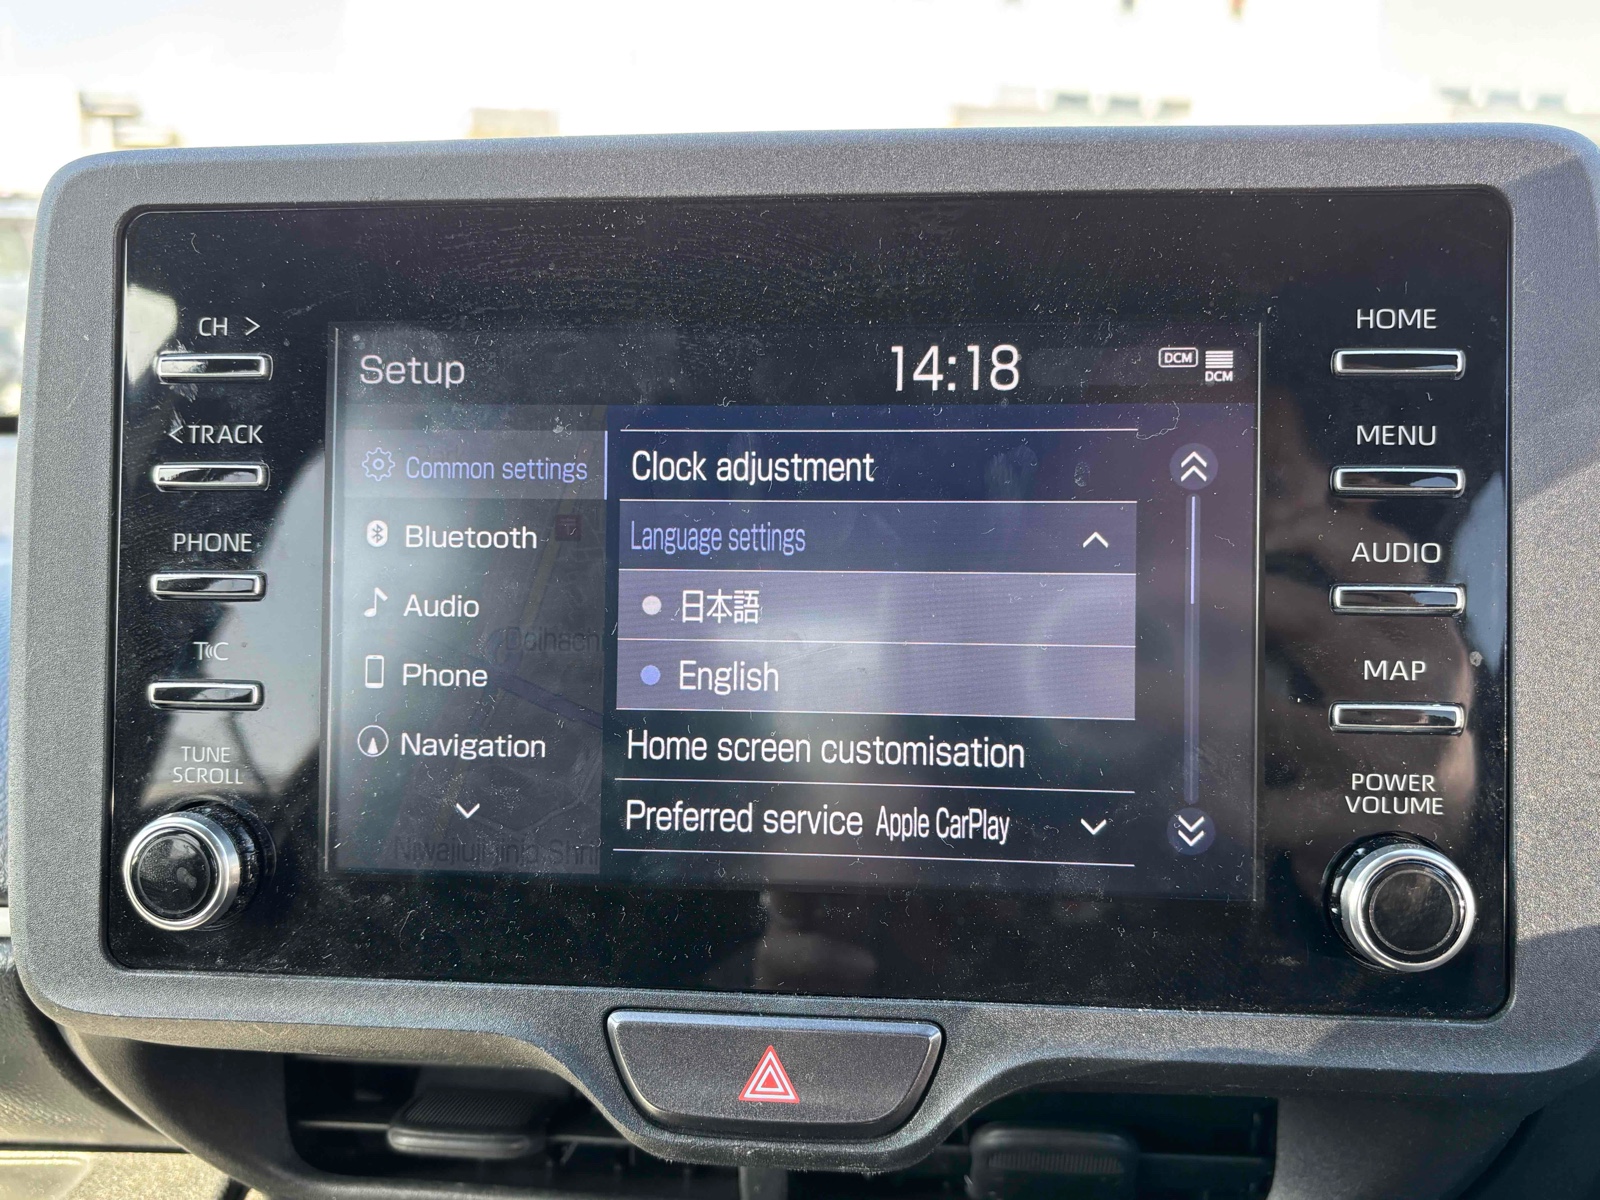 CH >
< TRACK
PHONE
T«C
TUNE
SCROLL
Setup
14:18
DCM
DCM
Common settings
Bluetooth
Audio
Phone
Navigation
Clock adjustment
Language settings
日本語
English
Home screen customisation
Preferred service Apple CarPlay
HOME
MENU
AUDIO
MAP
POWER
VOLUME